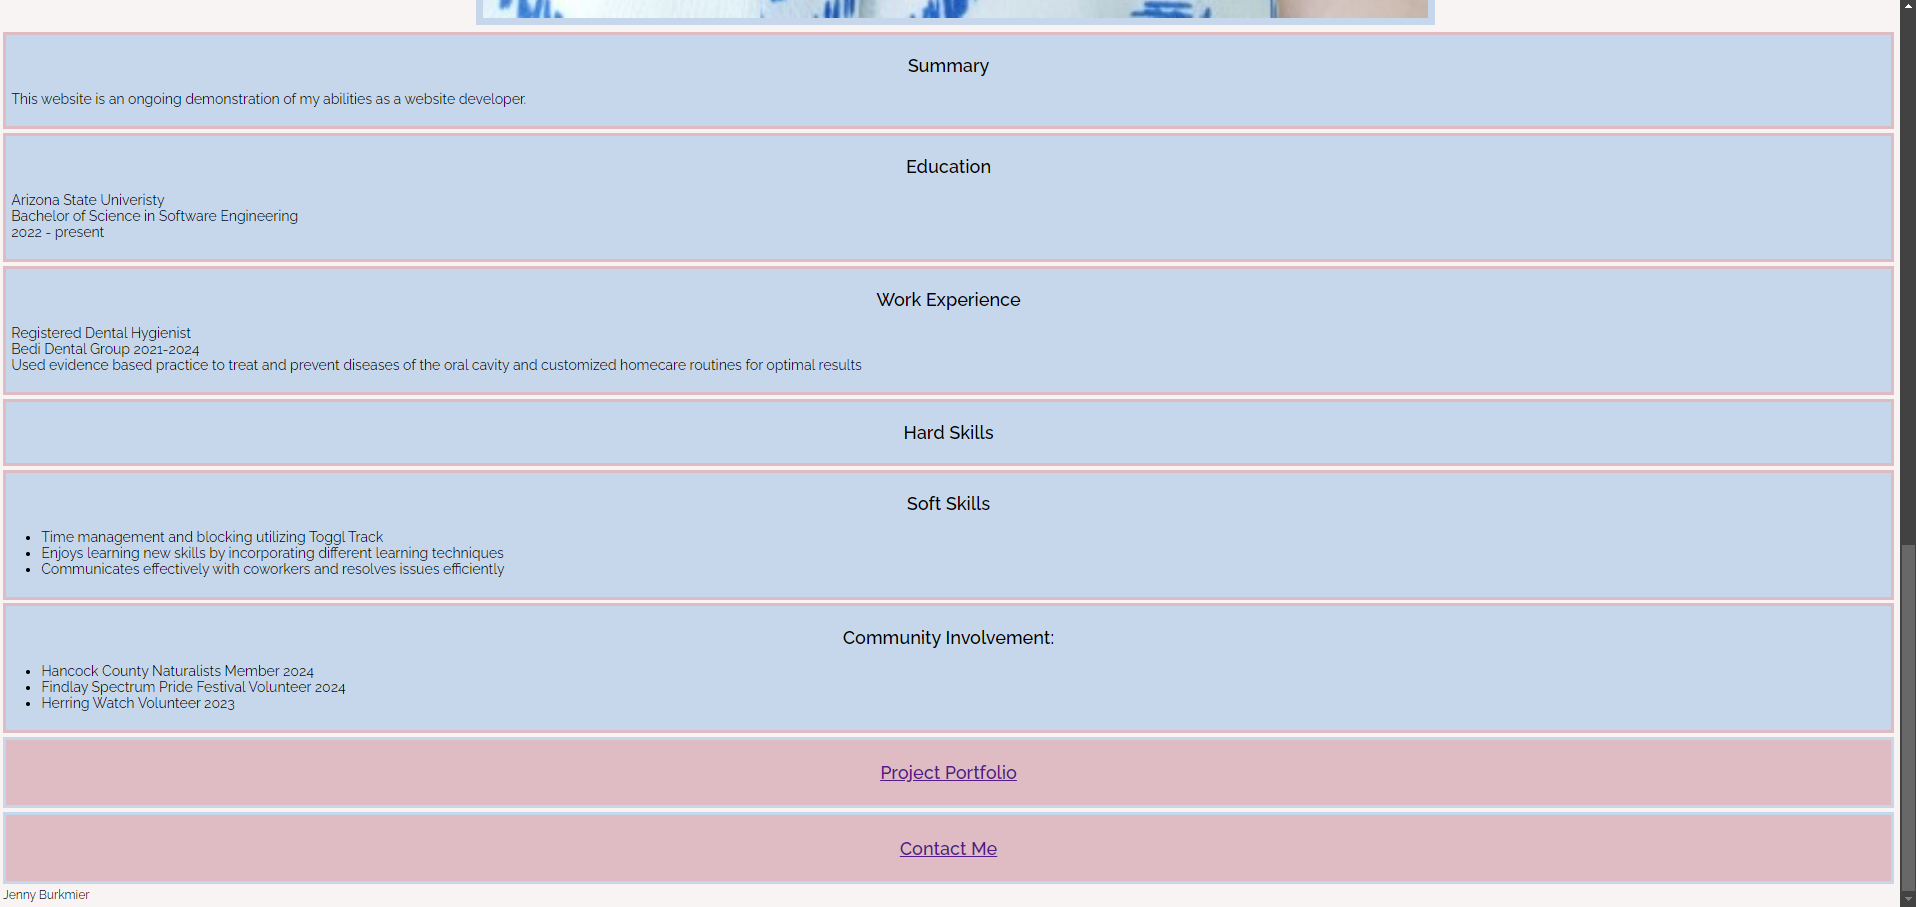 Summary
This website is an ongoing demonstration of my abilities as a website developer.
Education
Arizona State Univeristy
Bachelor of Science in Software Engineering
2022 - present
Work Experience
Registered Dental Hygienist
Bedi Dental Group 2021-2024
Used evidence based practice to treat and prevent diseases of the oral cavity and customized homecare routines for optimal results
Hard Skills
Soft Skills
Time management and blocking utilizing Toggl Track
Enjoys learning new skills by incorporating different learning techniques
Communicates effectively with coworkers and resolves issues efficiently
Community Involvement:
Hancock County Naturalists Member 2024
Findlay Spectrum Pride Festival Volunteer 2024
Herring Watch Volunteer 2023
Project Portfolio
Contact Me
Jenny Burkmier